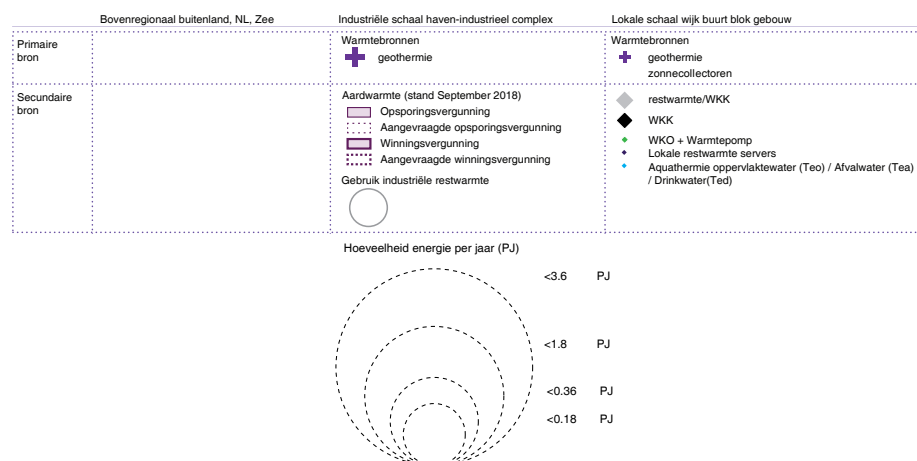 Bovenregionaal buitenland, NL, Zee
Industriële schaal haven-industrieel complex
Lokale schaal wijk buurt blok gebouw
Primaire
bron
Warmtebronnen
geothermie
Warmtebronnen
geothermie
zonnecollectoren
Secundaire
bron
Aardwarmte (stand September 2018)
Opsporingsvergunning
Aangevraagde opsporingsvergunning
Winningsvergunning
Aangevraagde winningsvergunning
Gebruik industriële restwarmte
restwarmte/WKK
WKK
WKO + Warmtepomp
Lokale restwarmte servers
Aquathermie oppervlaktewater (Teo) / Afvalwater (Tea)
/ Drinkwater(Ted)
Hoeveelheid energie per jaar (PJ)
<3.6 PJ
<1.8 PJ
<0.36 PJ
<0.18 PJ